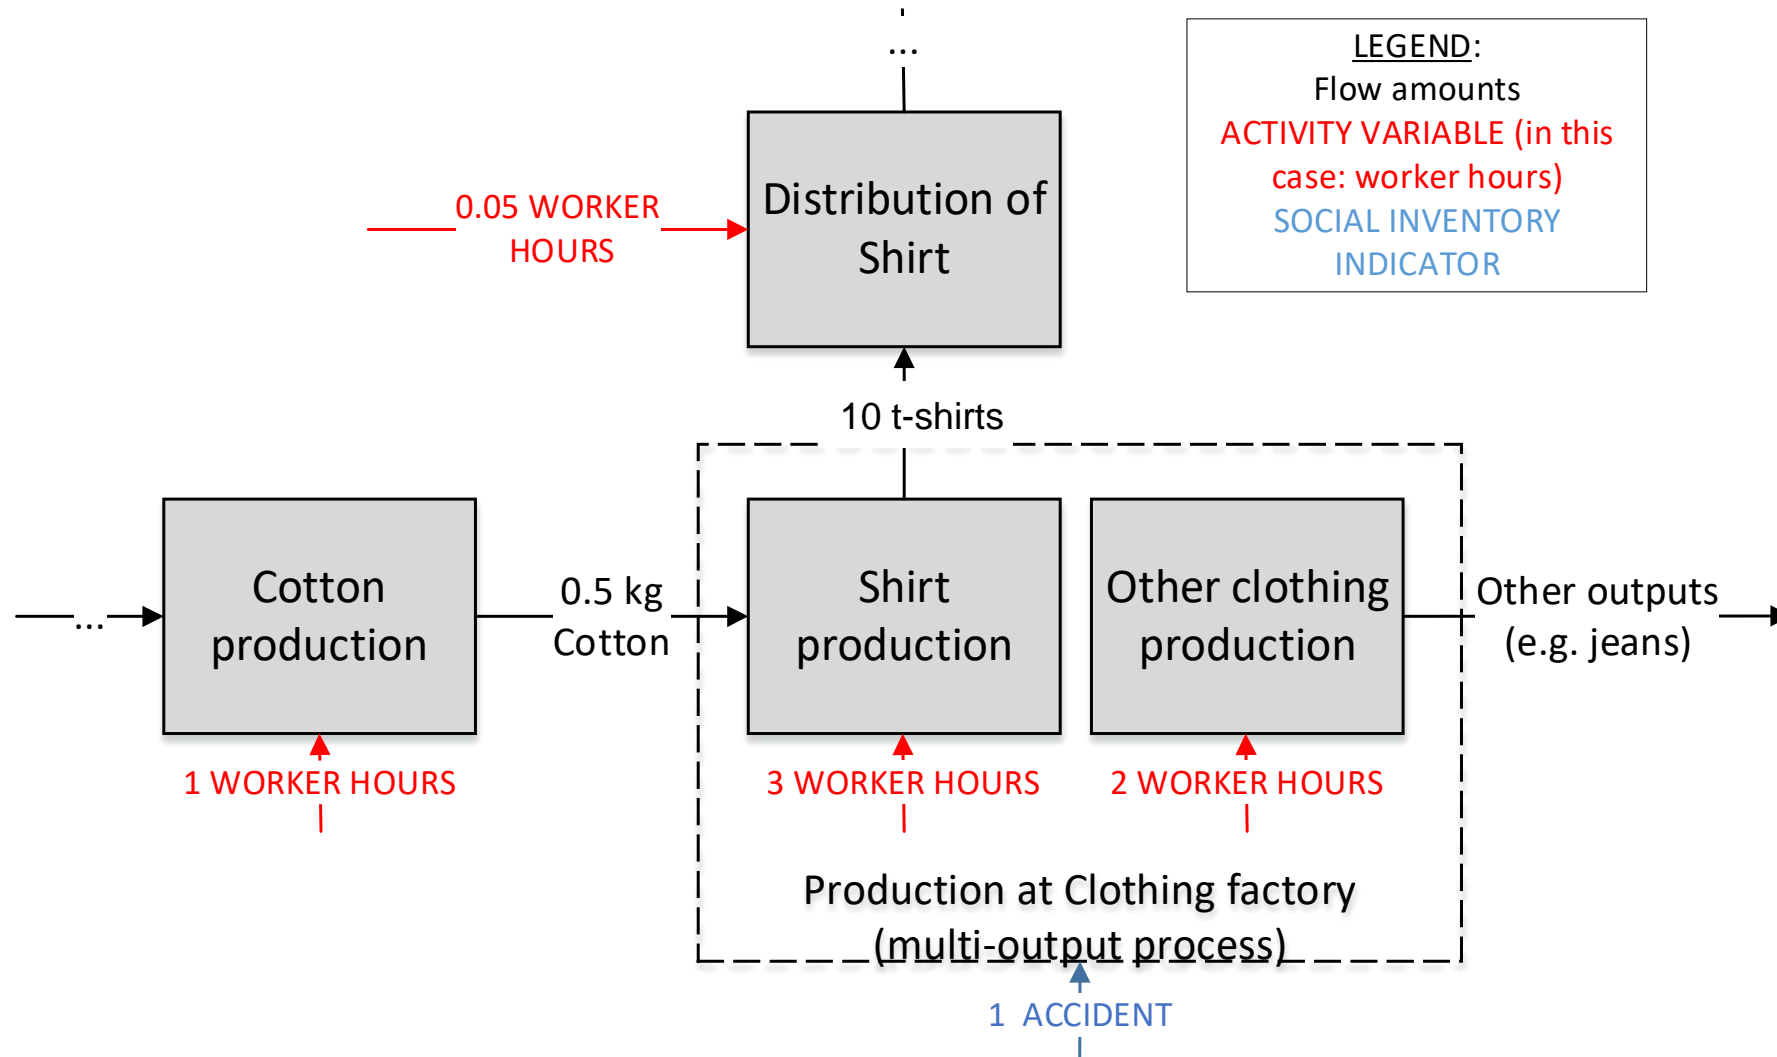 ...
LEGEND:
Flow amounts
ACTIVITY VARIABLE (in this
case: worker hours)
SOCIAL INVENTORY
INDICATOR
Distribution of
Shirt
0.05 WORKER
HOURS
10 t-shirts
...
Cotton
production
0.5 kg
Cotton
Shirt
production
Other clothing
production
Other outputs
(e.g. jeans)
1 WORKER HOURS
3 WORKER HOURS
2 WORKER HOURS
Production at Clothing factory
(multi-output process)
1 ACCIDENT